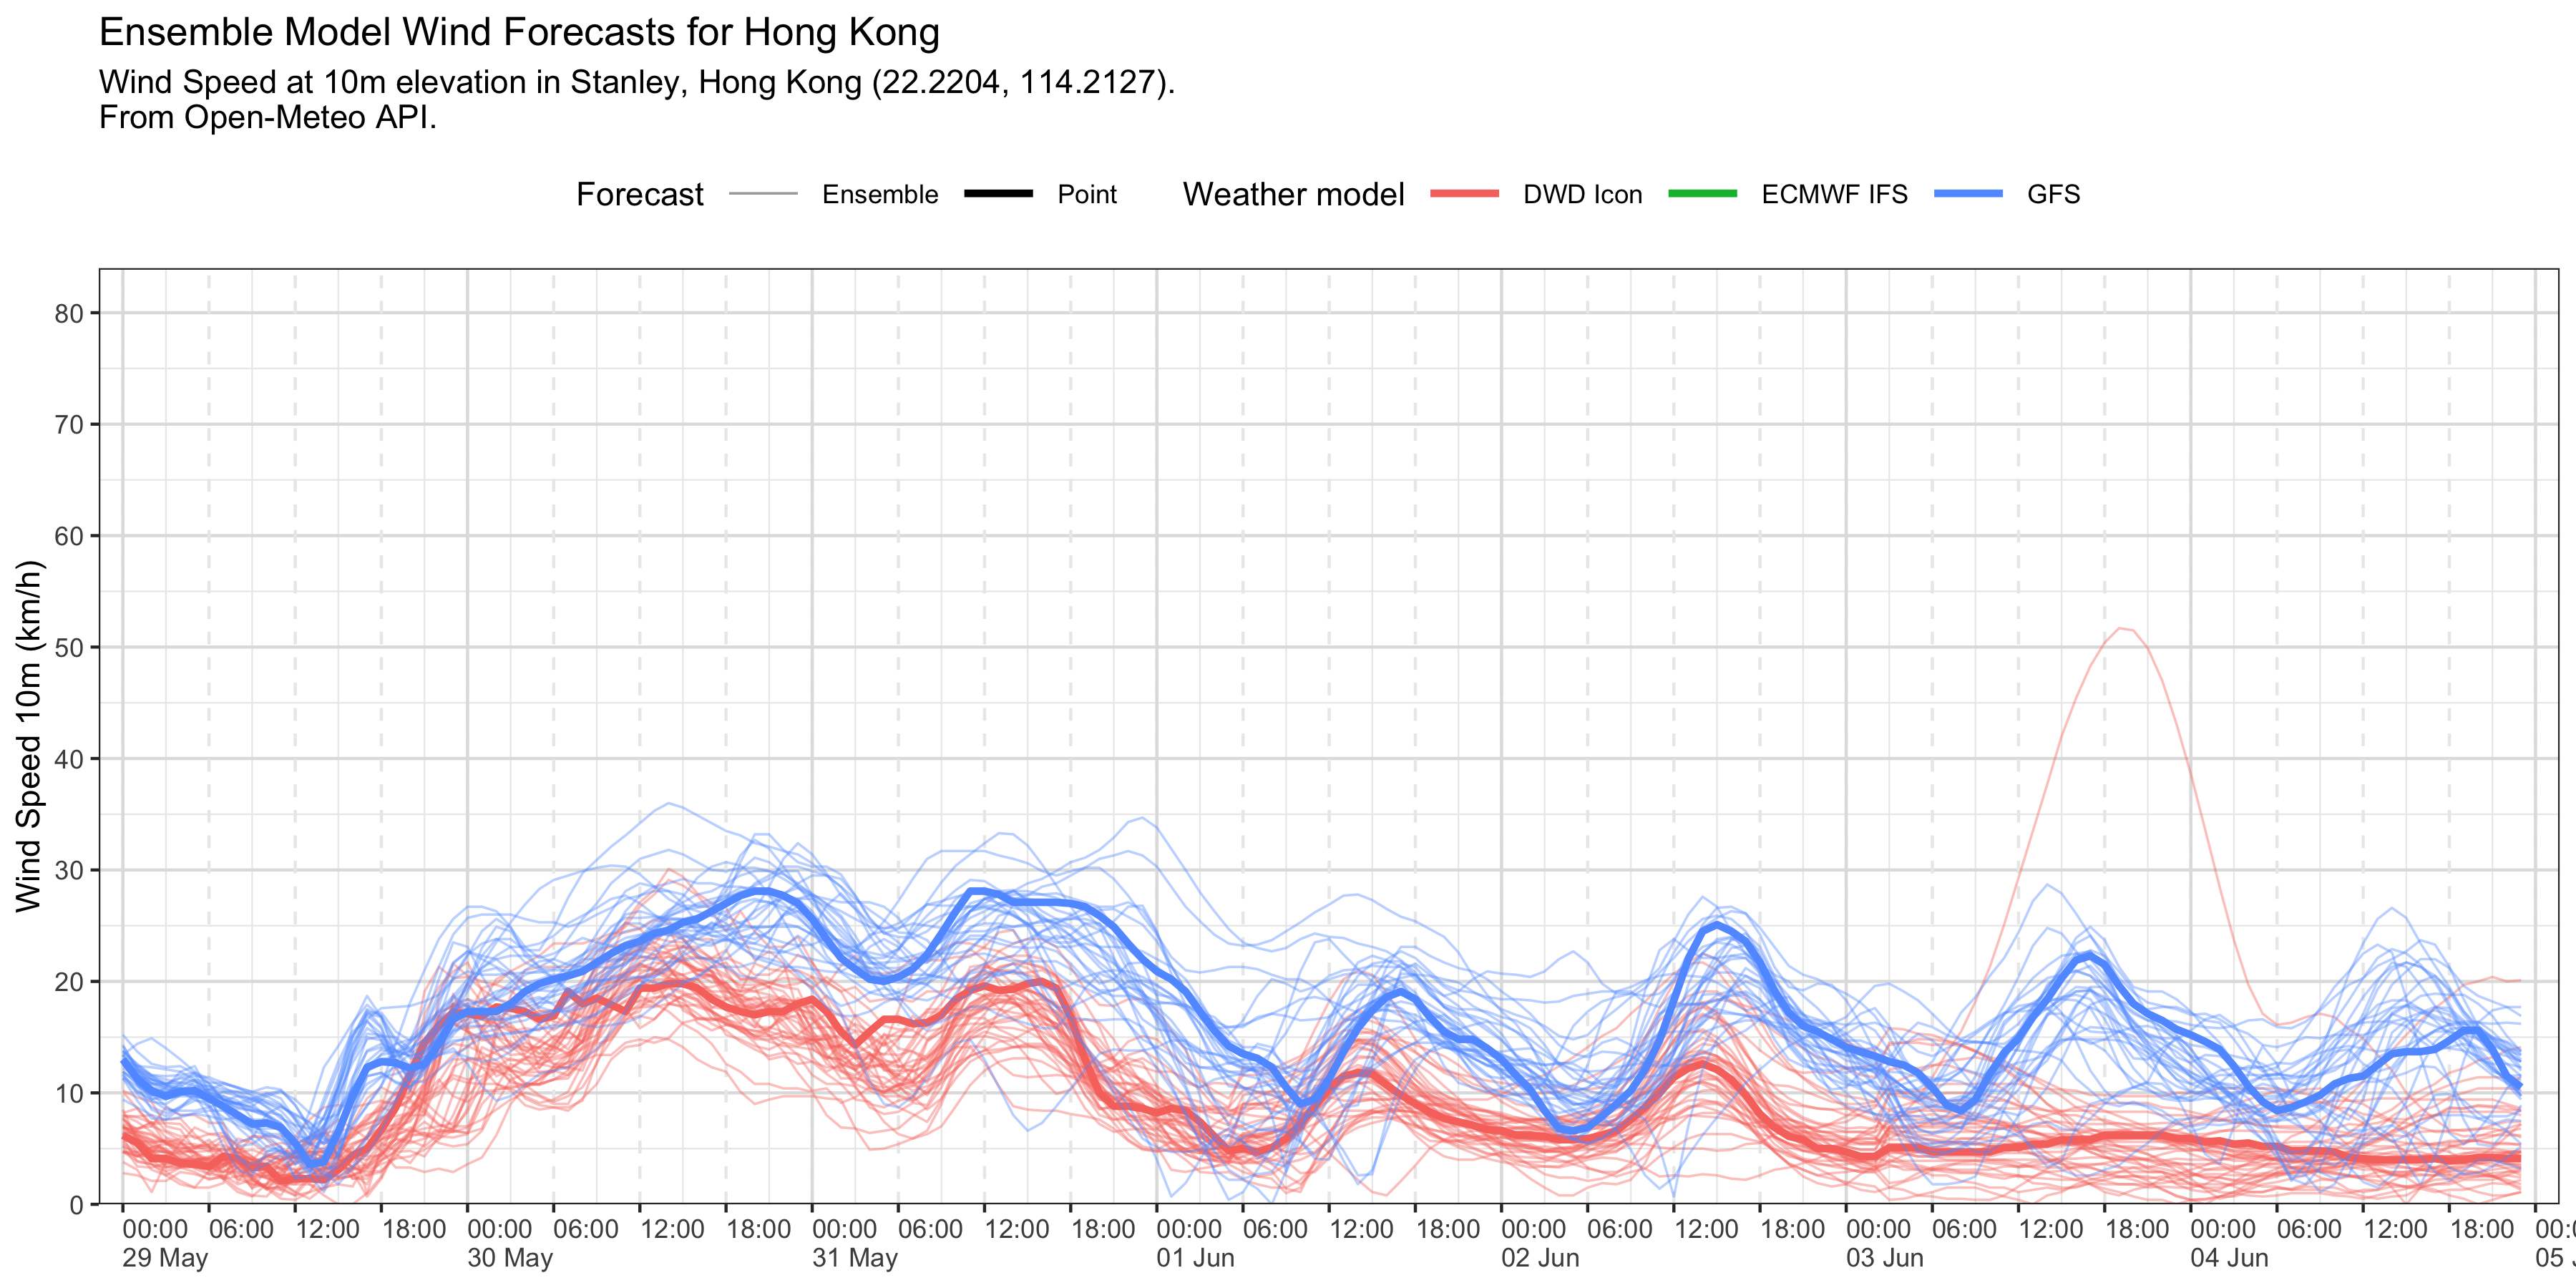 Ensemble Model Wind Forecasts for Hong Kong
Wind Speed at 10m elevation in Stanley, Hong Kong (22.2204, 114.2127).
From Open-Meteo API.
Forecast Ensemble Point Weather model DWD Icon ECMWF IFS GFS
Wind Speed 10m (km/h)
80
70
60
50
40
30
20
10
0
00:00 06:00 12:00 18:00 00:00 06:00 12:00 18:00 00:00 06:00 12:00 18:00 00:00 06:00 12:00 18:00 00:00 06:00 12:00 18:00 00:00 06:00 12:00 18:00 00:00 06:00 12:00 18:00 00:
29 May 30 May 31 May 01 Jun 02 Jun 03 Jun 04 Jun 05